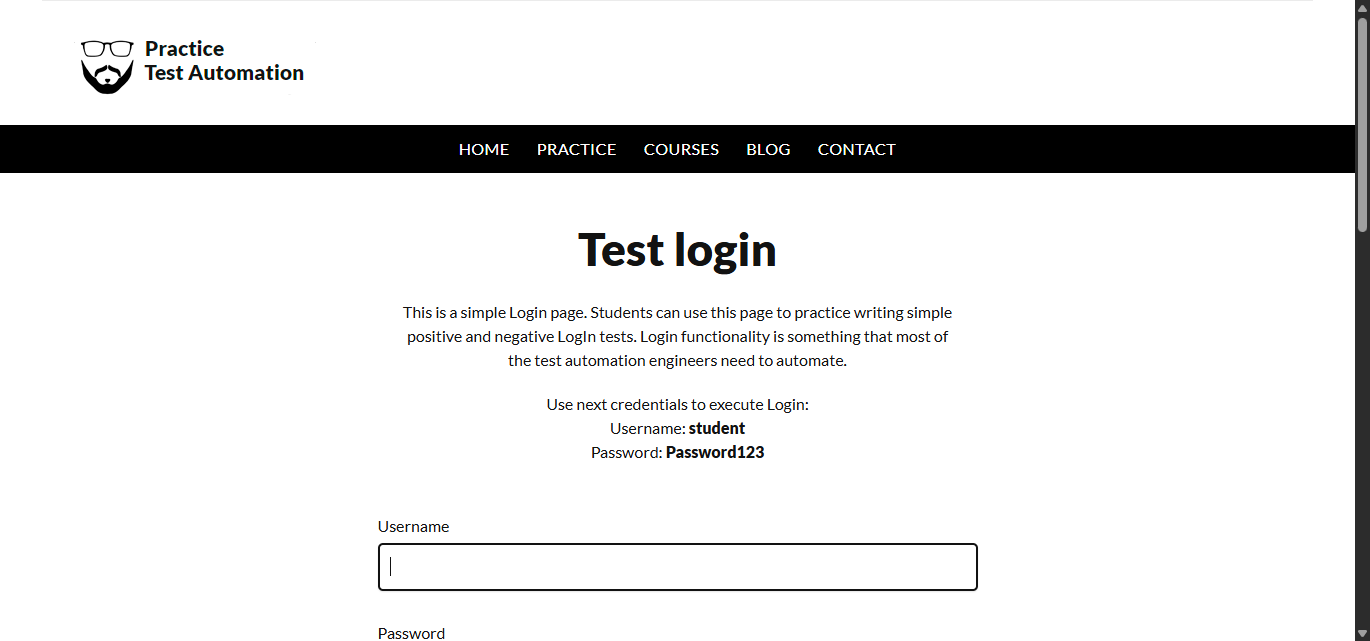 Practice
Test Automation
HOME PRACTICE COURSES BLOG CONTACT
Test login
This is a simple Login page. Students can use this page to practice writing simple
positive and negative LogIn tests. Login functionality is something that most of
the test automation engineers need to automate.
Use next credentials to execute Login:
Username: student
Password: Password123
Username
Password